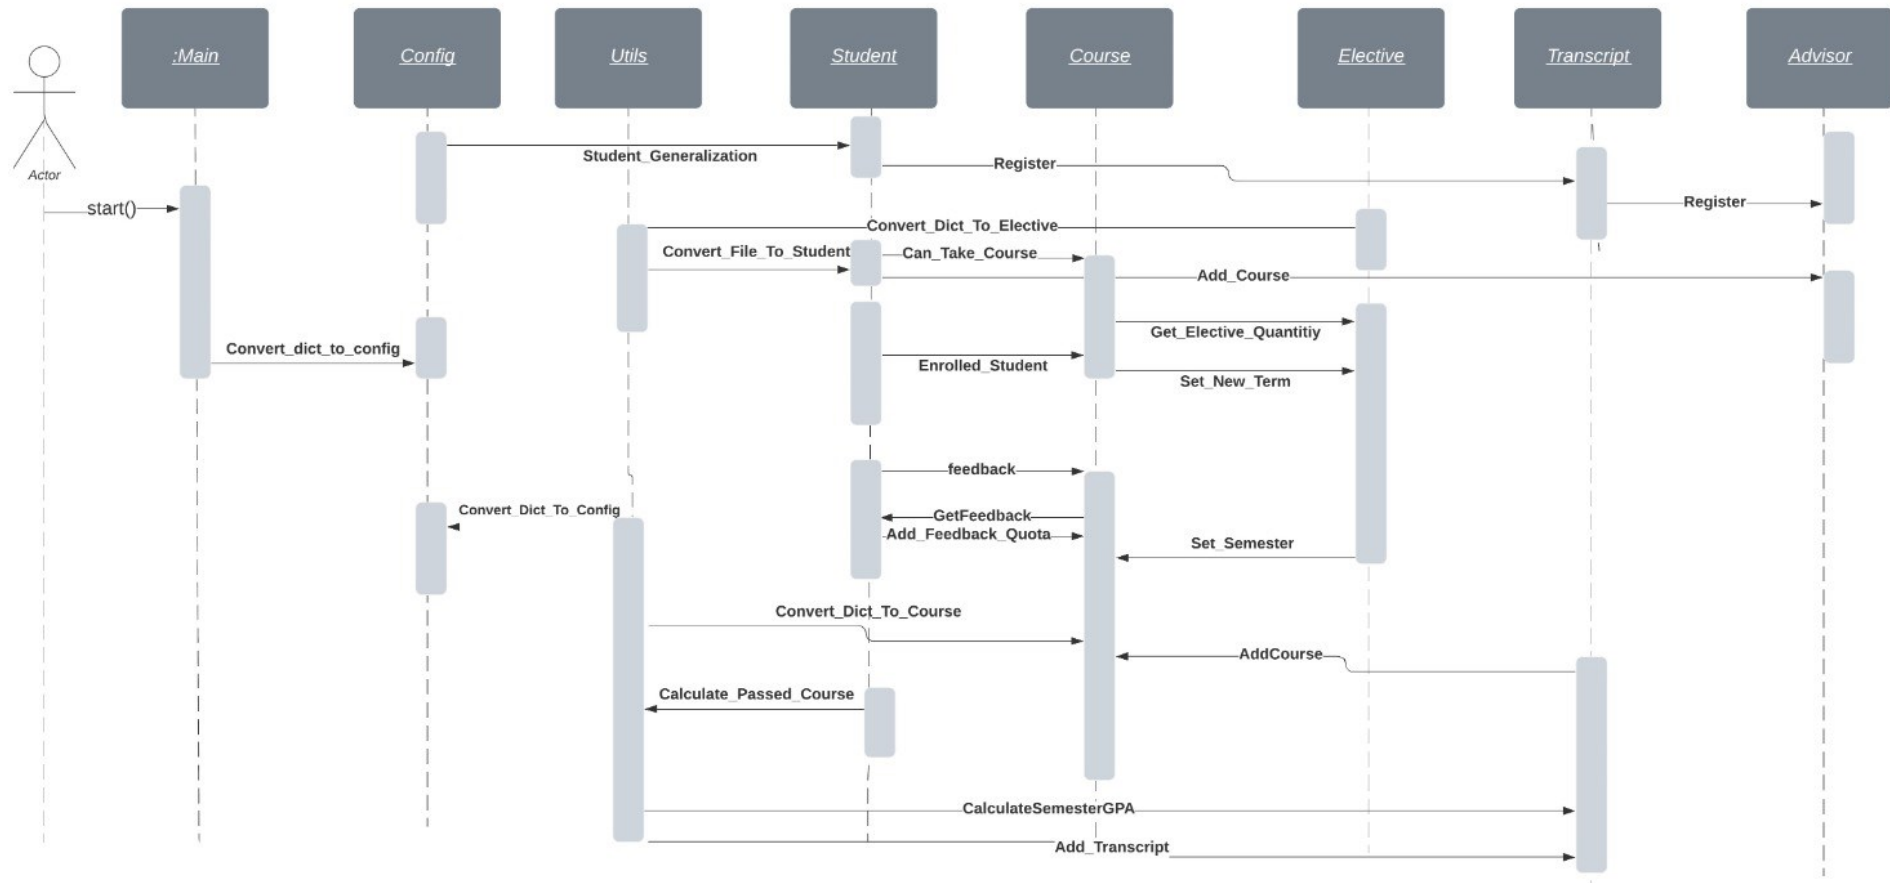 :Main
Config
Utils
Student
Course
Elective
Transcript
Advisor
Actor
Student_Generalization
Register
Register
start()
Convert_Dict_To_Elective
Convert_File_To_Student
Can_Take_Course
Add_Course
Get_Elective_Quantitiy
Convert_dict_to_config
Enrolled_Student
Set_New_Term
feedback
Convert_Dict_To_Config
GetFeedback
Add_Feedback_Quota
Set_Semester
Convert_Dict_To_Course
AddCourse
Calculate_Passed_Course
CalculateSemesterGPA
Add_Transcript